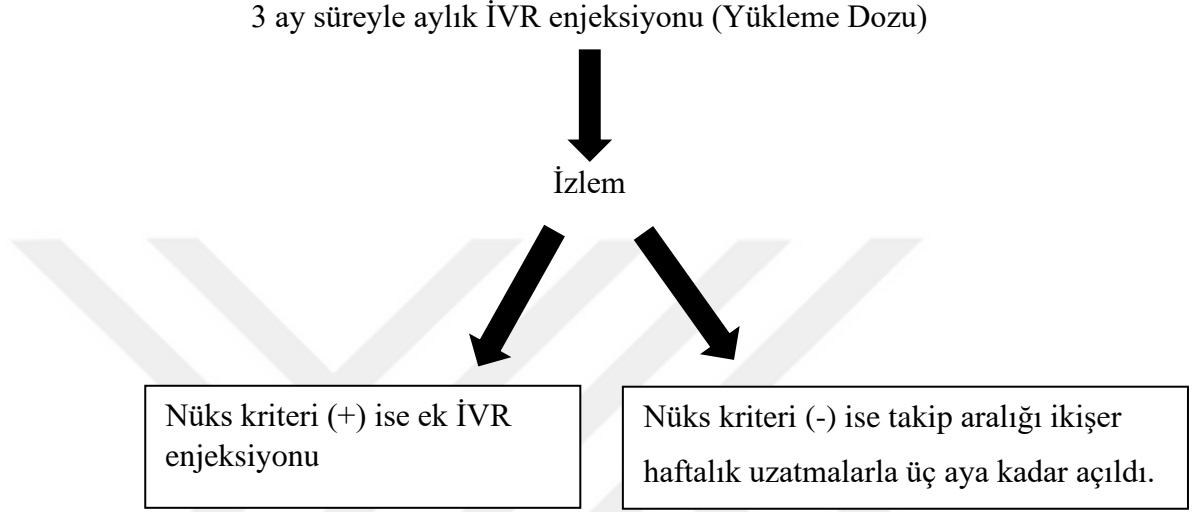 3 ay süreyle aylık İVR enjeksiyonu (Yükleme Dozu)
İzlem
Nüks kriteri (+) ise ek İVR
enjeksiyonu
Nüks kriteri (-) ise takip aralığı ikişer
haftalık uzatmalarla üç aya kadar açıldı.